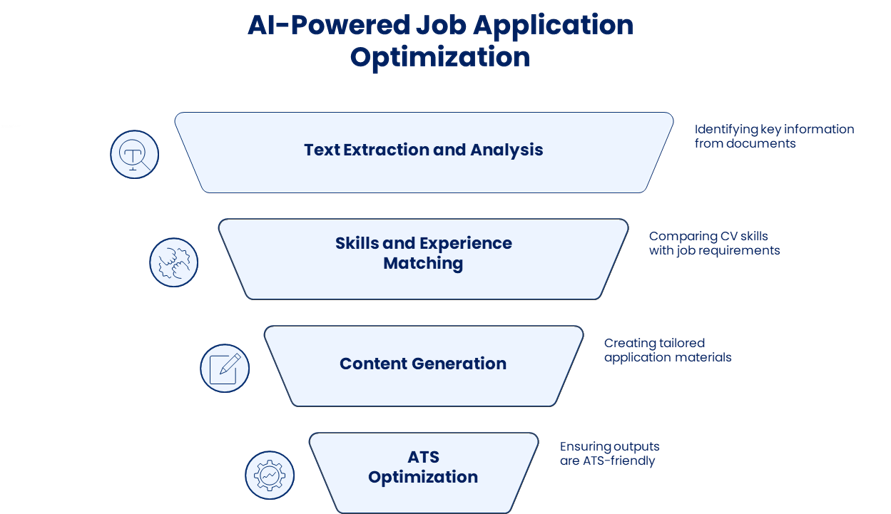 AI-Powered Job Application
Optimization
Text Extraction and Analysis
Identifying key information
from documents
Skills and Experience
Matching
Comparing CV skills
with job requirements
Content Generation
Creating tailored
application materials
ATS
Optimization
Ensuring outputs
are ATS-friendly